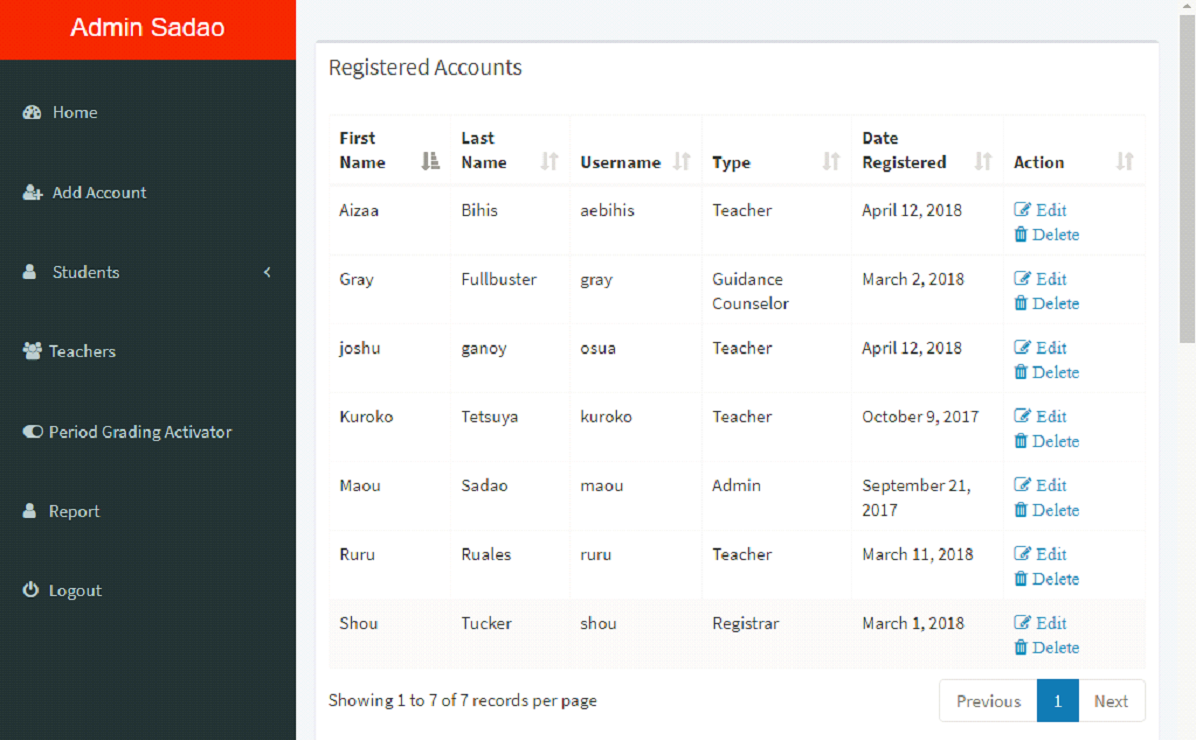 Admin Sadao
Home
Add Account
Students
Teachers
Period Grading Activator
Report
Logout
Registered Accounts
First Name Last Name Username Type Date Registered Action
Aizaa Bihis aebihis Teacher April 12, 2018 Edit
Delete
Gray Fullbuster gray Guidance Counselor March 2, 2018 Edit
Delete
joshu ganoy osua Teacher April 12, 2018 Edit
Delete
Kuroko Tetsuya kuroko Teacher October 9, 2017 Edit
Delete
Maou Sadao maou Admin September 21, 2017 Edit
Delete
Ruru Ruales ruru Teacher March 11, 2018 Edit
Delete
Shou Tucker shou Registrar March 1, 2018 Edit
Delete
Showing 1 to 7 of 7 records per page
Previous 1 Next